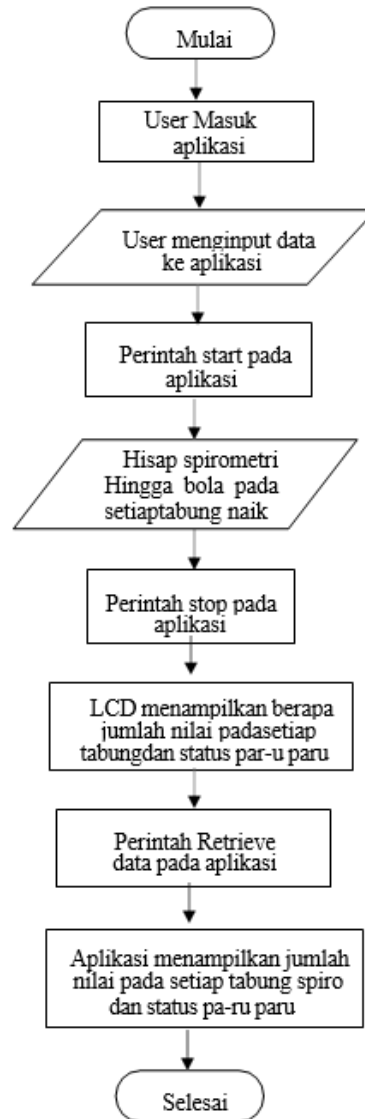 Mulai
User Masuk
aplikasi
User menginput data
ke aplikasi
Perintah start pada
aplikasi
Hisap spirometri
Hingga bola pada
setiaptabung naik
Perintah stop pada
aplikasi
LCD menampilkan berapa
jumlah nilai padasetiap
tabungdan status par-u paru
Perintah Retrieve
data pada aplikasi
Aplikasi menampilkan jumlah
nilai pada setiap tabung spiro
dan status pa-ru paru
Selesai